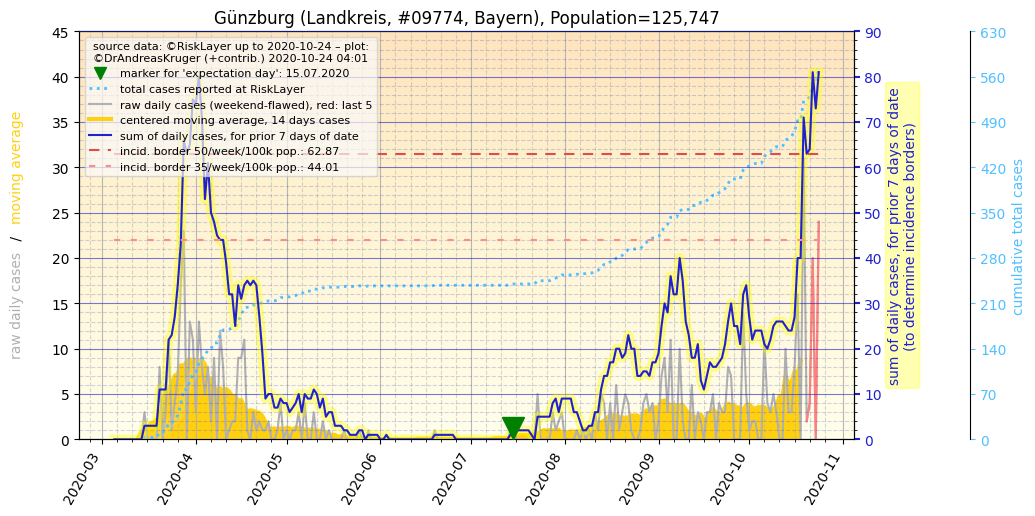 Günzburg (Landkreis, #09774, Bayern), Population=125,747
source data: ©RiskLayer up to 2020-10-24 – plot:
©DrAndreasKruger (+contrib.) 2020-10-24 04:01
marker for 'expectation day': 15.07.2020
total cases reported at RiskLayer
raw daily cases (weekend-flawed), red: last 5
centered moving average, 14 days cases
sum of daily cases, for prior 7 days of date
incid. border 50/week/100k pop.: 62.87
incid. border 35/week/100k pop.: 44.01
raw daily cases / moving average
45
40
35
30
25
20
15
10
5
0
90
80
70
60
50
40
30
20
10
0
sum of daily cases, for prior 7 days of date
(to determine incidence borders)
630
560
490
420
350
280
210
140
70
0
cumulative total cases
2020-03
2020-04
2020-05
2020-06
2020-07
2020-08
2020-09
2020-10
2020-11